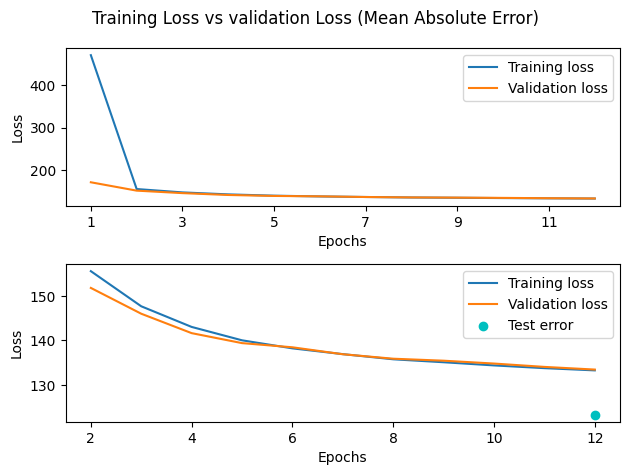 Training Loss vs validation Loss (Mean Absolute Error)
Training loss
Validation loss
400
300
200
Loss
1 3 5 7 9 11
Epochs
Training loss
Validation loss
Test error
150
140
130
Loss
2 4 6 8 10 12
Epochs